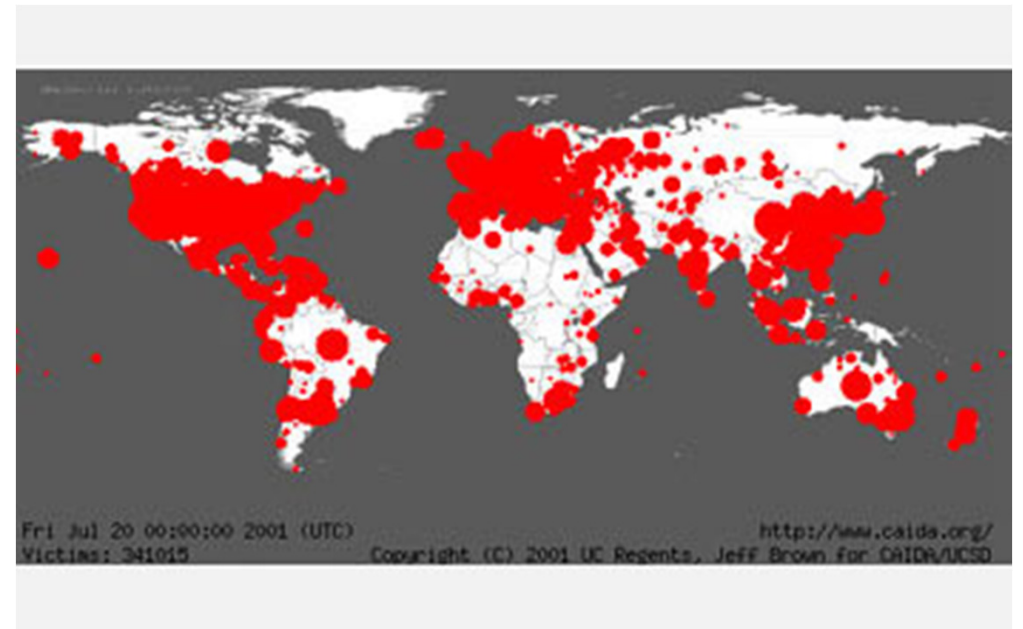 Fri Jul 20 00:00:00 2001 (UTC)
http://www.caida.org/
Victims: 341015
Copyright (C) 2001 UC Regents, Jeff Brown for CAIDA/UCSD